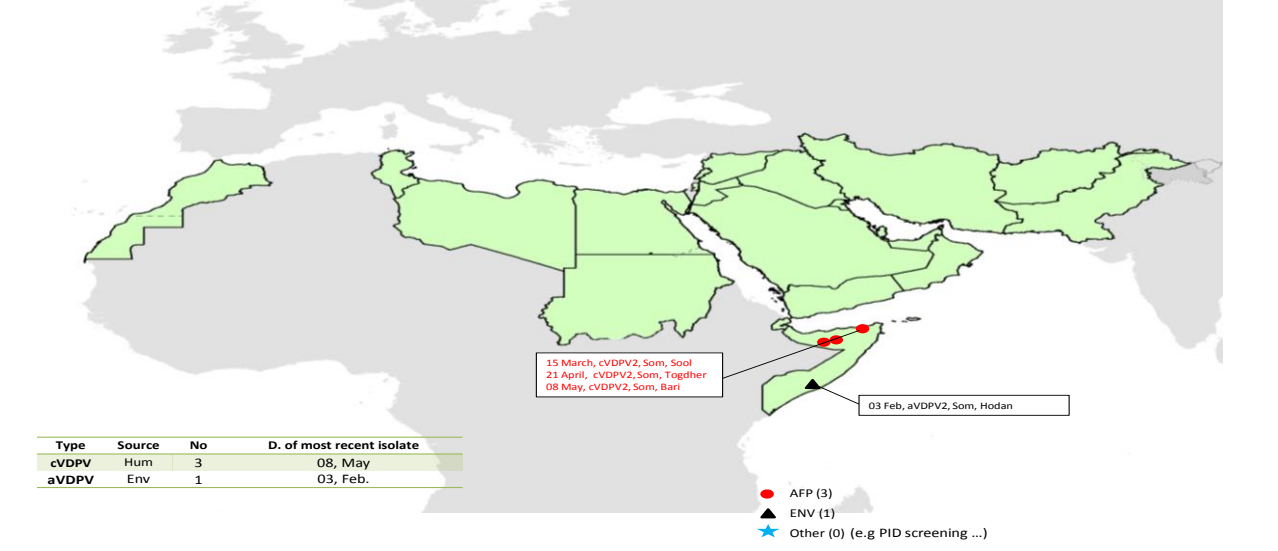 15 March, cVDPV2, Som, Sool
21 April, cVDPV2, Som, Togdher
08 May, cVDPV2, Som, Bari
03 Feb, aVDPV2, Som, Hodan
Type Source No D. of most recent isolate
cVDPV Hum 3 08, May
aVDPV Env 1 03, Feb.
AFP (3)
ENV (1)
Other (0) (e.g PID screening ...)